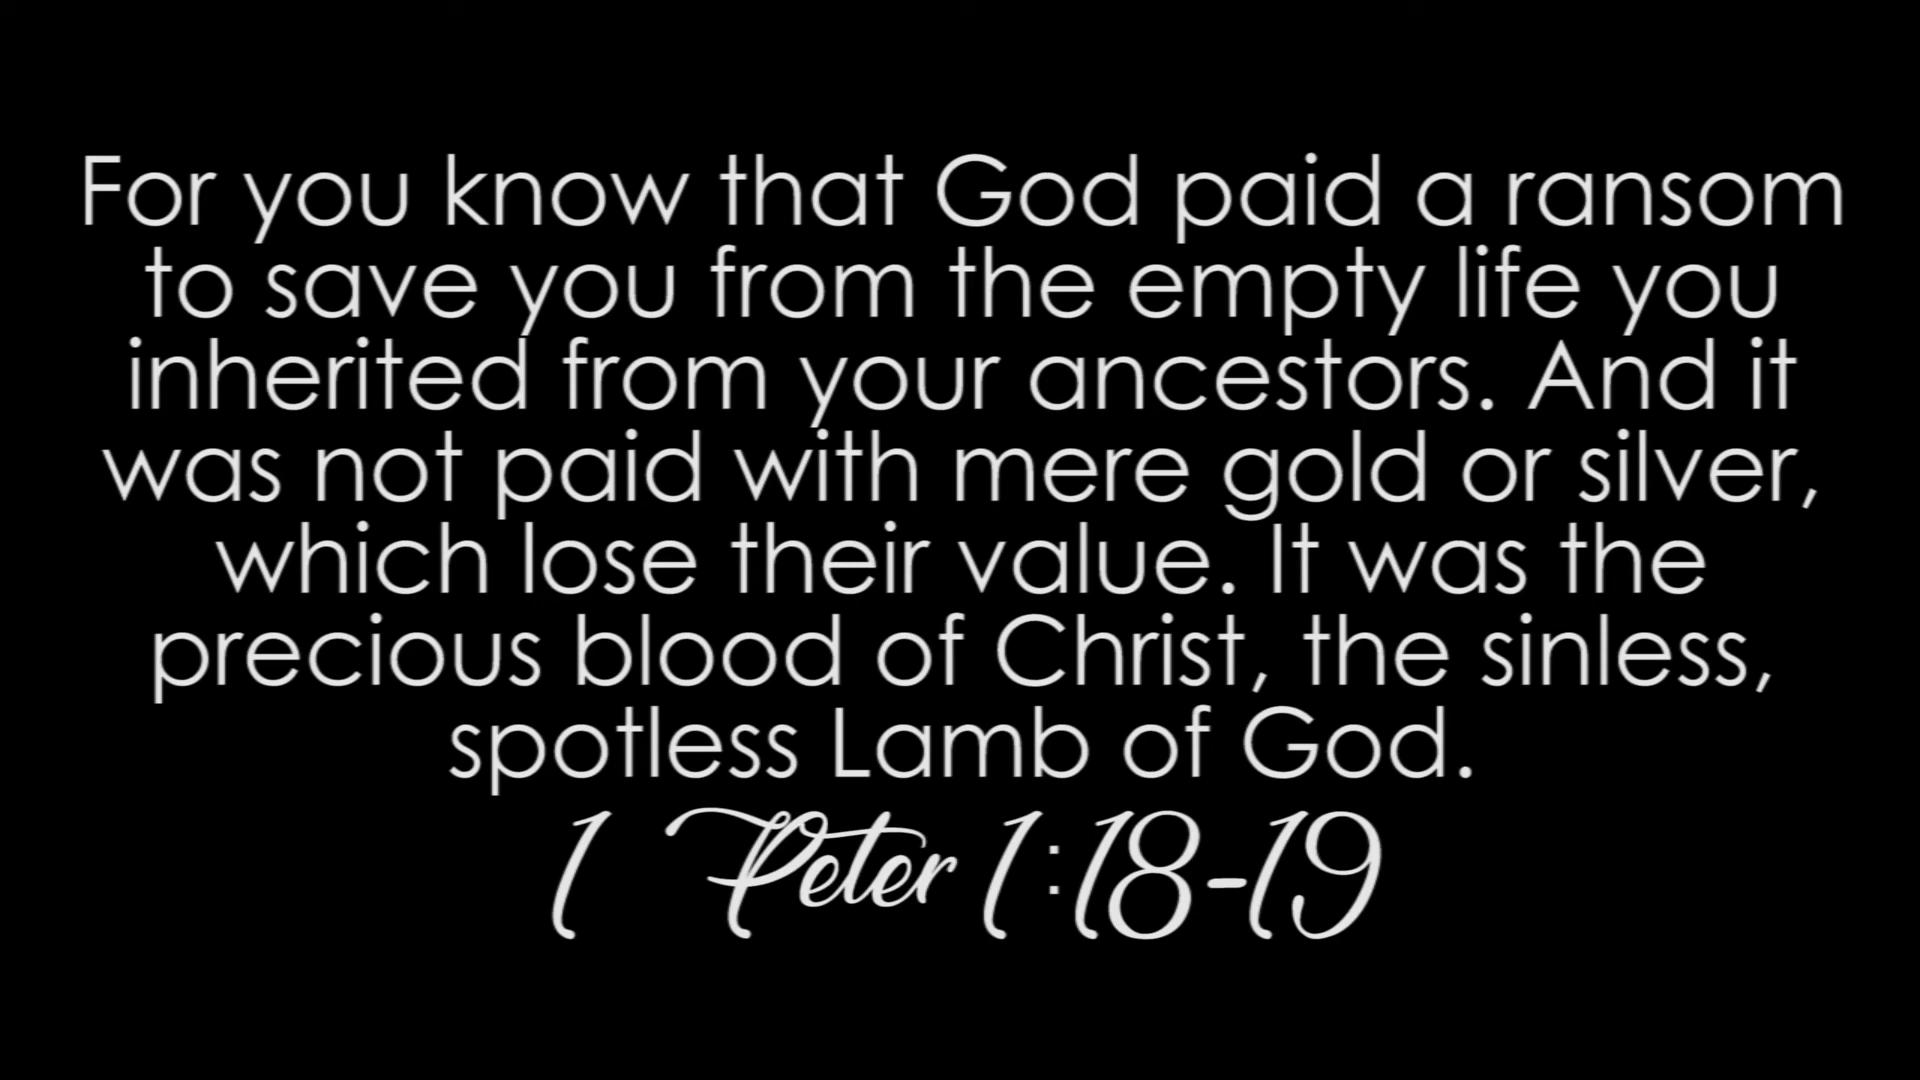 For you know that God paid a ransom
to save you from the empty life you
inherited from your ancestors. And it
was not paid with mere gold or silver,
which lose their value. It was the
precious blood of Christ, the sinless,
spotless Lamb of God.
1 Peter 1:18-19